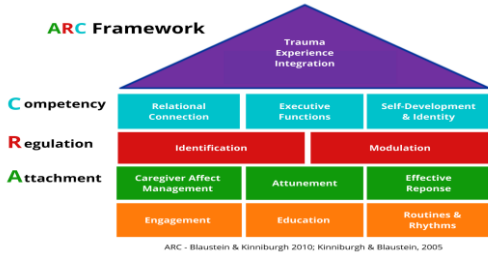 ARC Framework
Trauma
Experience
Integration
Competency
Relational
Connection
Executive
Functions
Self-Development
& Identity
Regulation
Identification
Modulation
Attachment
Caregiver Affect
Management
Attunement
Effective
Reponse
Engagement
Education
Routines &
Rhythms
ARC - Blaustein & Kinniburgh 2010; Kinniburgh & Blaustein, 2005